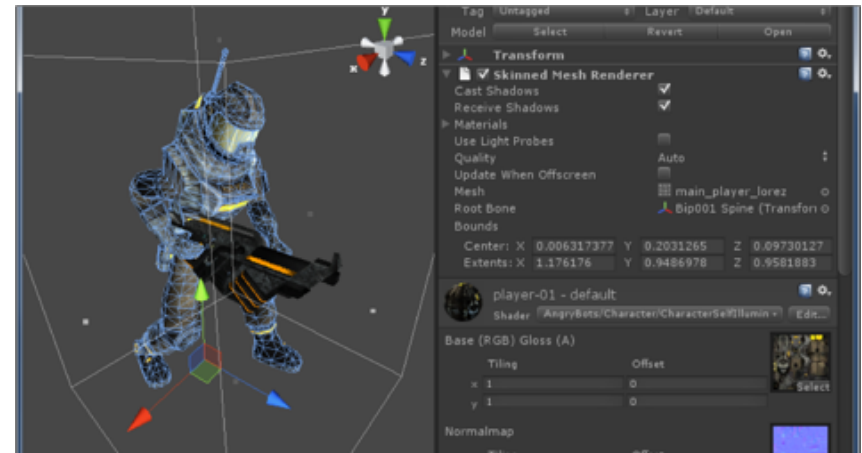 y
x
z
Tag Untagged Layer Default
Model Select Revert Open
Transform
Skinned Mesh Renderer
Cast Shadows
Receive Shadows
Materials
Use Light Probes
Quality Auto
Update When Offscreen
Mesh main_player_lorez
Root Bone Bip001 Spine (Transforı
Bounds
Center: X 0.006317377 Y 0.2031265 Z 0.09730127
Extents: X 1.176176 Y 0.9486978 Z 0.9581883
player-01 - default
Shader AngryBots/Character/CharacterSelfIllumin Edit...
Base (RGB) Gloss (A)
Tiling Offset
x 1 0
y 1 0
Select
Normalmap
Tiling Offset